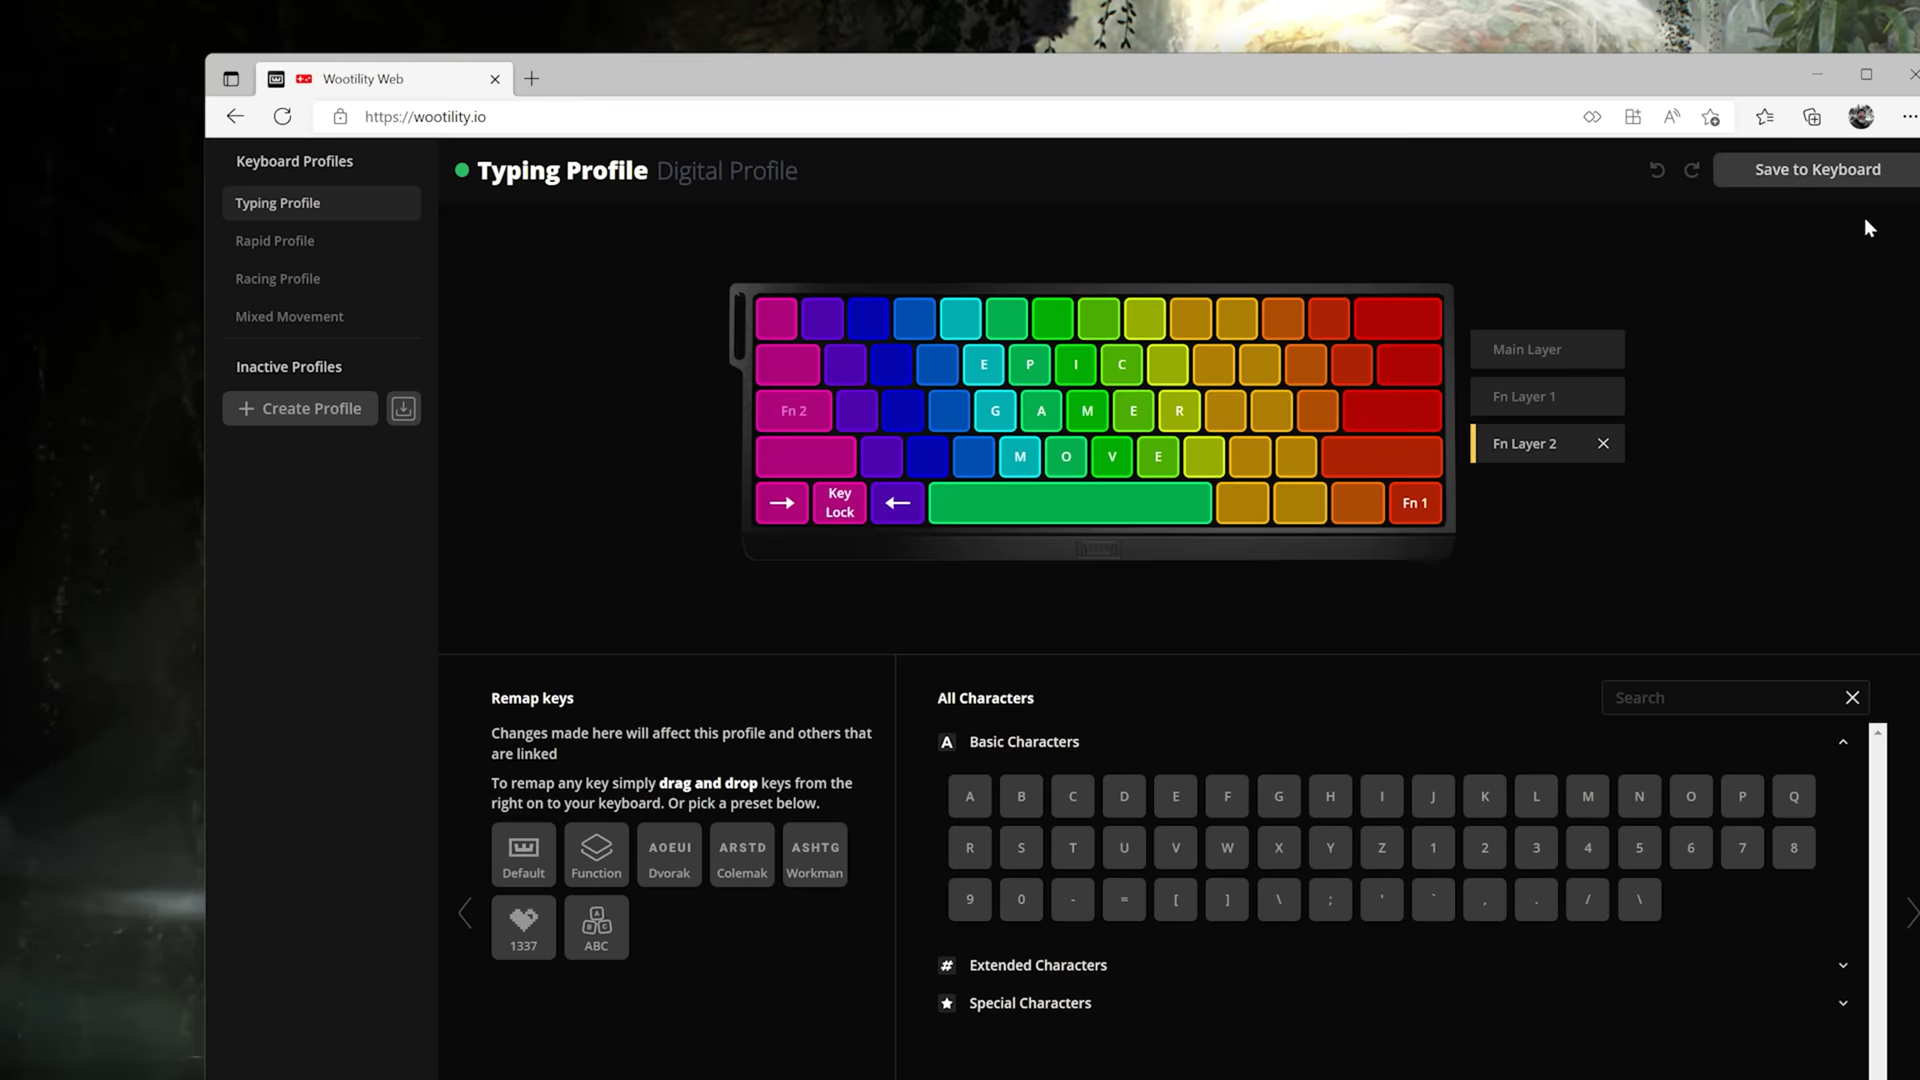 Wootility Web
https://wootility.io
Keyboard Profiles
Typing Profile
Rapid Profile
Racing Profile
Mixed Movement
Inactive Profiles
+ Create Profile
Typing Profile Digital Profile
Save to Keyboard
E P I C
Fn 2 G A M E R
M O V E
→ Key Lock ← Fn 1
Main Layer
Fn Layer 1
Fn Layer 2
Remap keys
Changes made here will affect this profile and others that
are linked
To remap any key simply drag and drop keys from the
right on to your keyboard. Or pick a preset below.
Default
Function
AOEUI
Dvorak
ARSTD
Colemak
ASHTG
Workman
1337
ABC
All Characters
Search
A Basic Characters
A B C D E F G H I J K L M N O P Q
R S T U V W X Y Z 1 2 3 4 5 6 7 8
9 0 - = [ ] \ ; ' ` , . / \
# Extended Characters
Special Characters